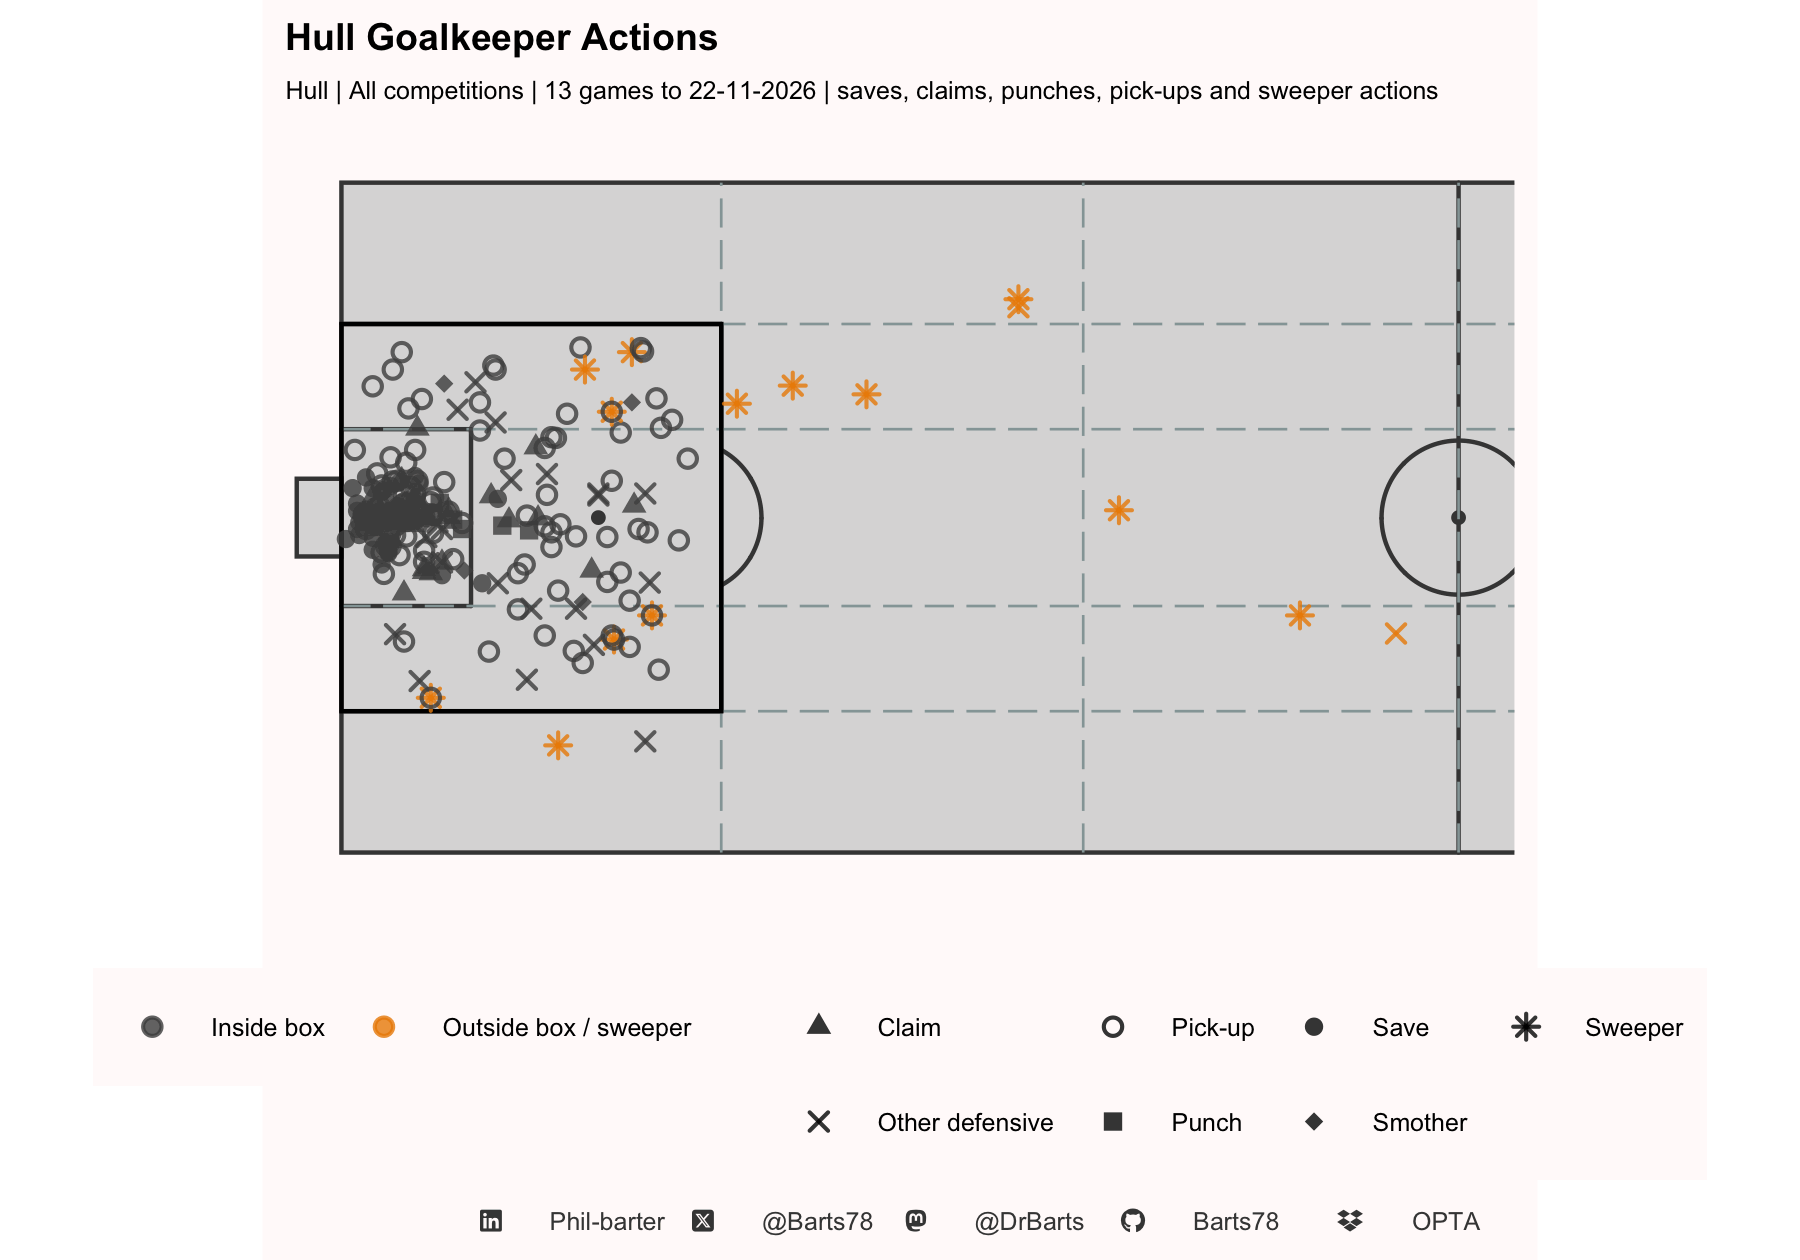 Hull Goalkeeper Actions
Hull | All competitions | 13 games to 22-11-2026 | saves, claims, punches, pick-ups and sweeper actions
Inside box Outside box / sweeper Claim Pick-up Save Sweeper
Other defensive Punch Smother
Phil-barter @Barts78 @DrBarts Barts78 OPTA